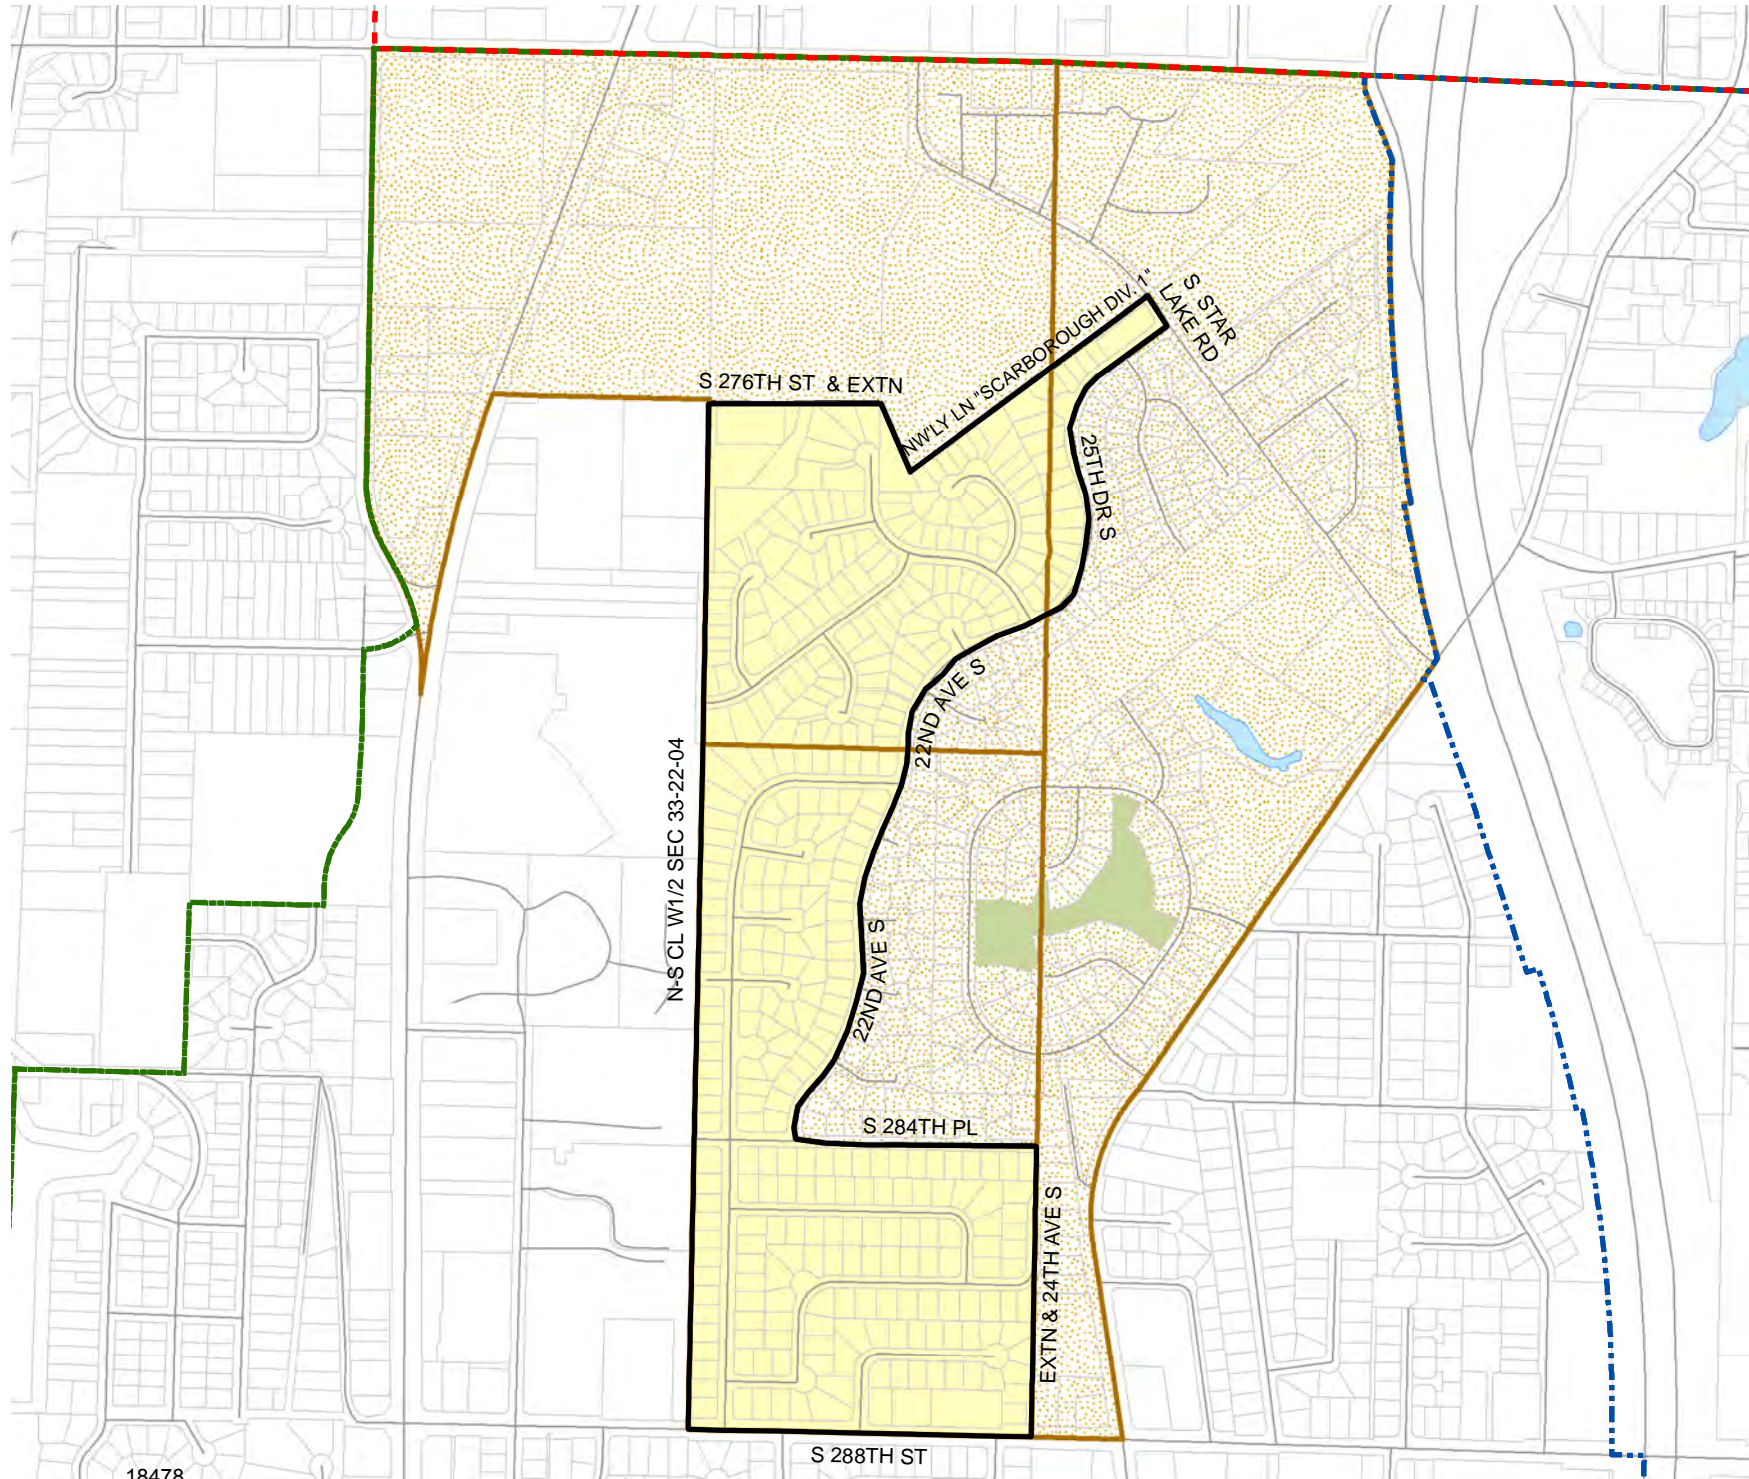 S STAR
LAKE RD
NW'LY LN "SCARBOROUGH DIV. 1"
S 276TH ST & EXTN
25TH DR S
22ND AVE S
N-S CL W1/2 SEC 33-22-04
22ND AVE S
S 284TH PL
EXTN & 24TH AVE S
S 288TH ST
18478